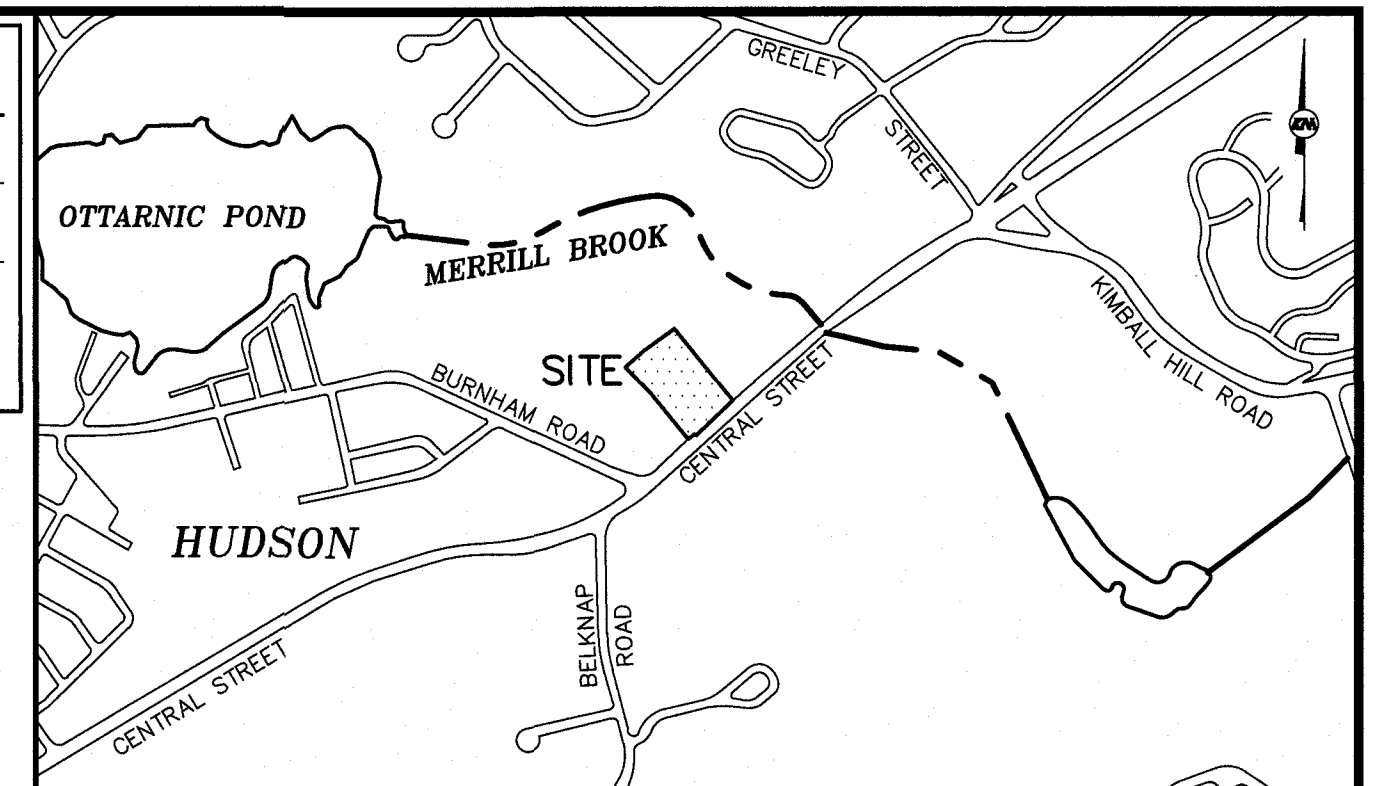 GREELEY
STREET
OTTARNIC POND
MERRILL BROOK
KIMBALL HILL ROAD
SITE
BURNHAM ROAD
CENTRAL STREET
HUDSON
BELKNAP
ROAD
CENTRAL STREET